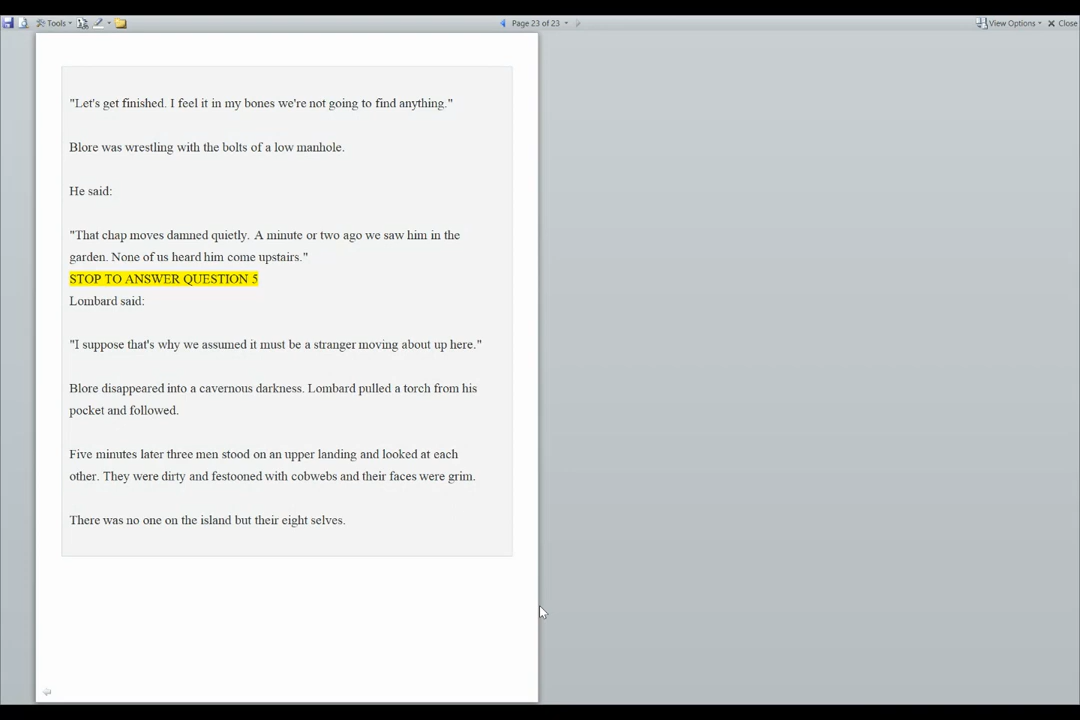 Tools
Page 23 of 23
View Options
Close
"Let's get finished. I feel it in my bones we're not going to find anything."
Blore was wrestling with the bolts of a low manhole.
He said:
"That chap moves damned quietly. A minute or two ago we saw him in the
garden. None of us heard him come upstairs."
STOP TO ANSWER QUESTION 5
Lombard said:
"I suppose that's why we assumed it must be a stranger moving about up here."
Blore disappeared into a cavernous darkness. Lombard pulled a torch from his
pocket and followed.
Five minutes later three men stood on an upper landing and looked at each
other. They were dirty and festooned with cobwebs and their faces were grim.
There was no one on the island but their eight selves.